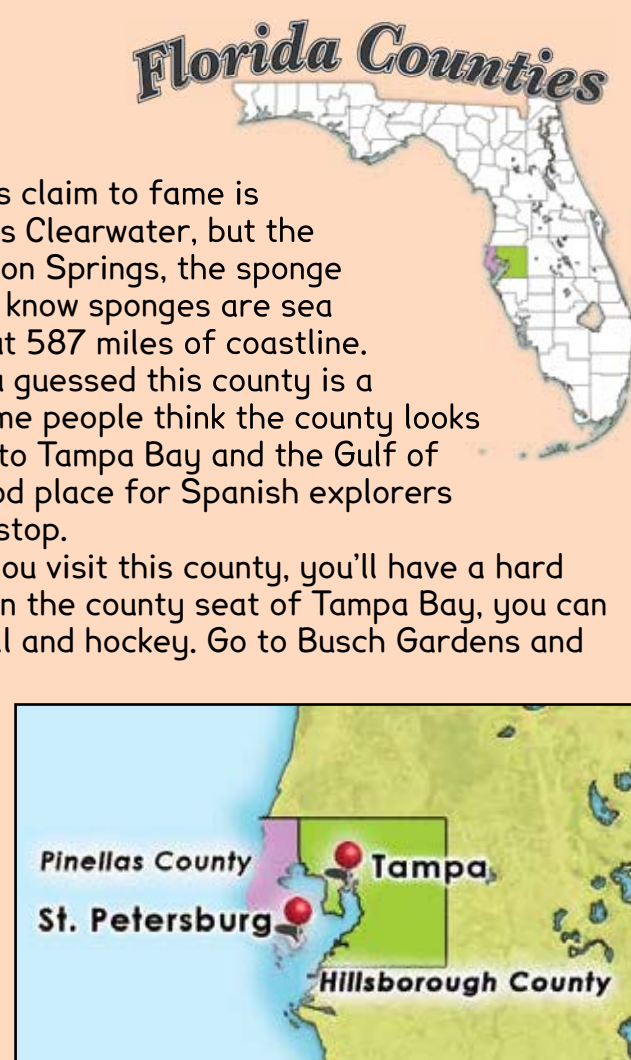 Florida Counties
s claim to fame is
s Clearwater, but the
on Springs, the sponge
know sponges are sea
t 587 miles of coastline.
guessed this county is a
me people think the county looks
to Tampa Bay and the Gulf of
od place for Spanish explorers
stop.
ou visit this county, you'll have a hard
n the county seat of Tampa Bay, you can
l and hockey. Go to Busch Gardens and
Pinellas County
Tampa
St. Petersburg
Hillsborough County